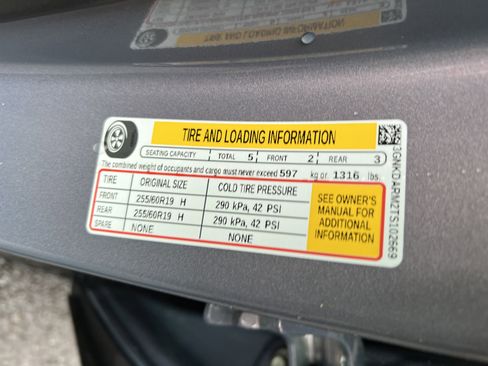 TIRE AND LOADING INFORMATION
SEATING CAPACITY TOTAL 5 FRONT 2 REAR 3
The combined weight of occupants and cargo must never exceed 597 kg or 1316 lbs.
TIRE ORIGINAL SIZE COLD TIRE PRESSURE
FRONT 255/60R19 H 290 kPa, 42 PSI
REAR 255/60R19 H 290 kPa, 42 PSI
SPARE NONE NONE
SEE OWNER'S
MANUAL FOR
ADDITIONAL
INFORMATION
3GNKDARM2TS102669